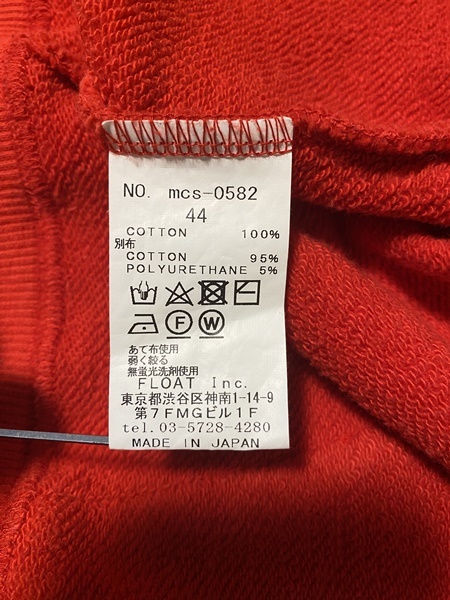 NO. mcs-0582
44
COTTON 100%
別布
COTTON 95%
POLYURETHANE 5%
F W
あて布使用
弱く絞る
無蛍光洗剤使用
FLOAT Inc.
東京都渋谷区神南1-14-9
第7FMGビル1F
tel.03-5728-4280
MADE IN JAPAN